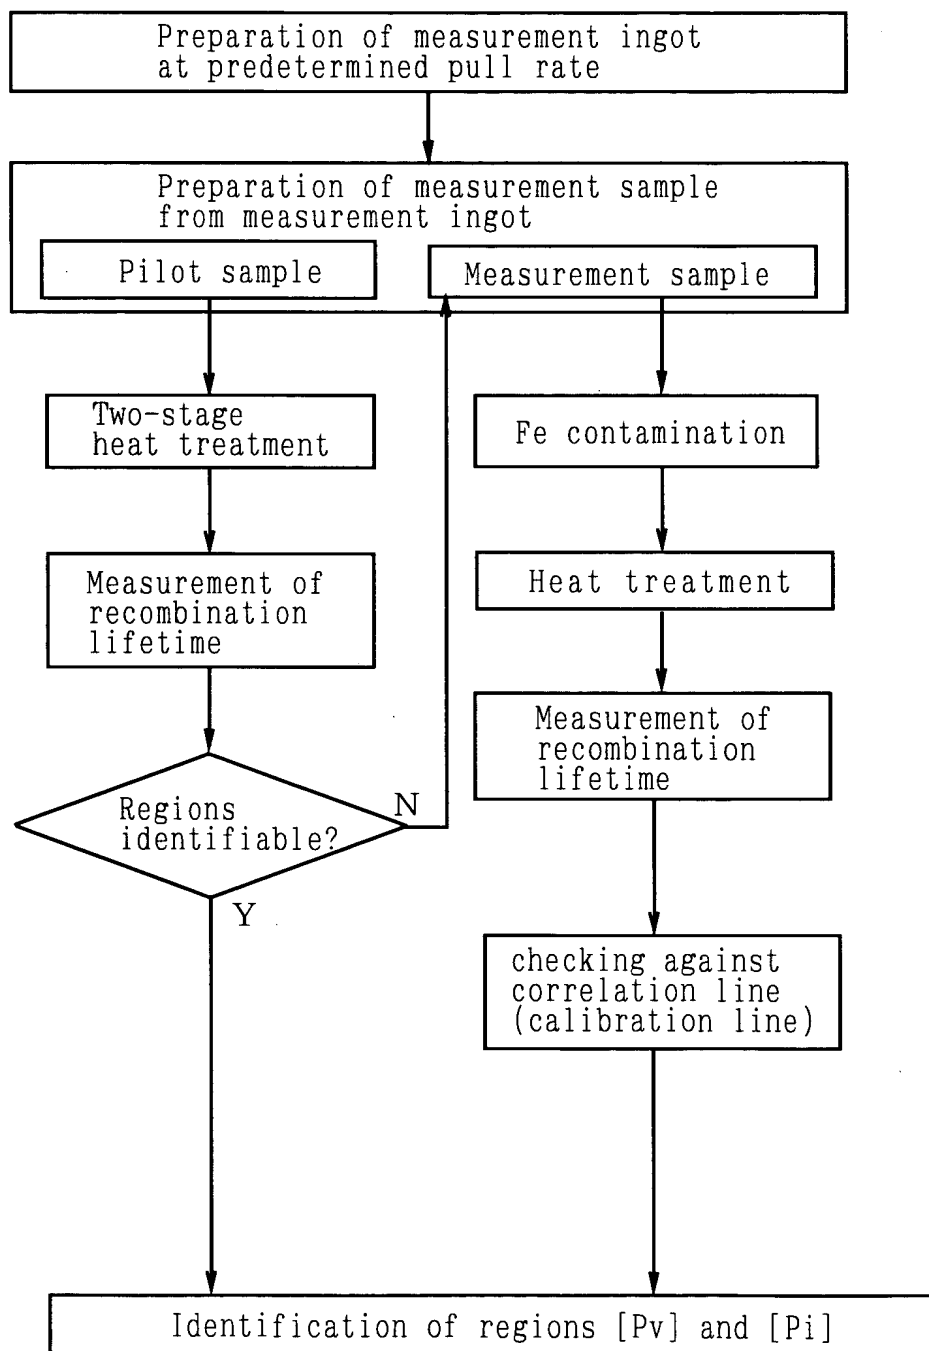 Preparation of measurement ingot
at predetermined pull rate
Preparation of measurement sample
from measurement ingot
Pilot sample
Measurement sample
Two-stage
heat treatment
Fe contamination
Measurement of
recombination
lifetime
Heat treatment
Measurement of
recombination
lifetime
Regions
identifiable?
N
Y
checking against
correlation line
(calibration line)
Identification of regions [Pv] and [Pi]